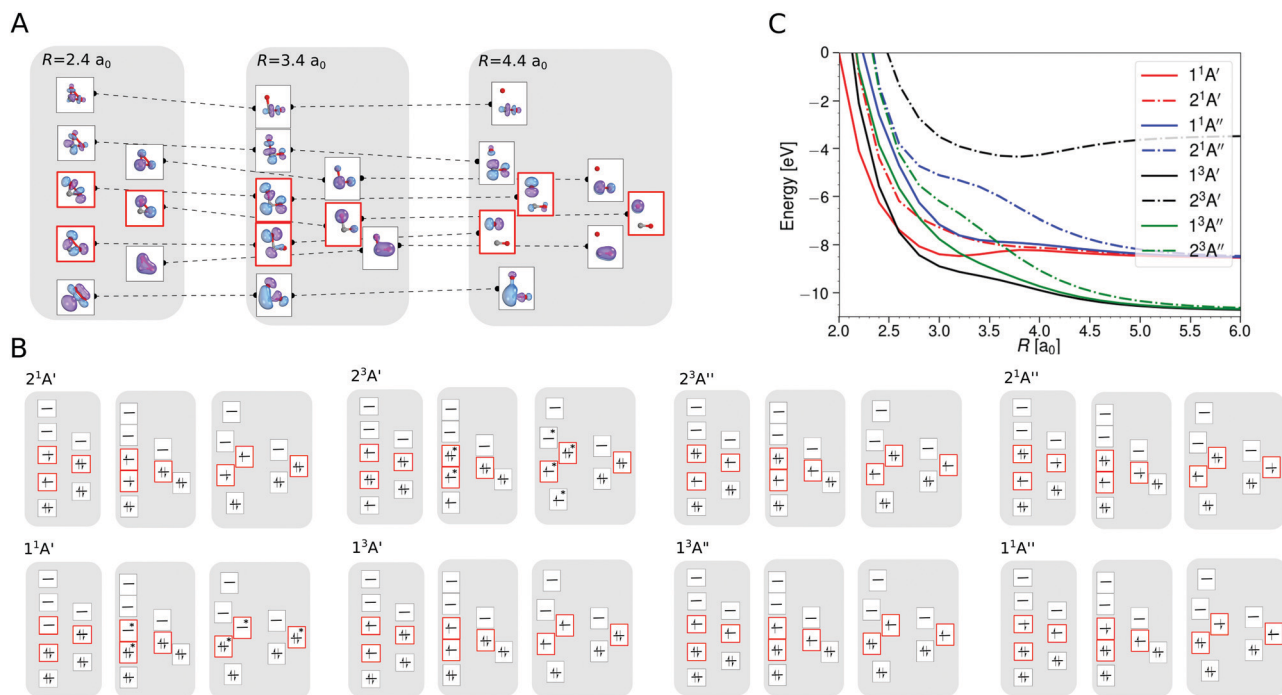 A
R=2.4 a₀
R=3.4 a₀
R=4.4 a₀
C
Energy [eV]
0
−2
−4
−6
−8
−10
2.0
2.5
3.0
3.5
4.0
4.5
5.0
5.5
6.0
R [a₀]
1¹A′
2¹A′
1¹A″
2¹A″
1³A′
2³A′
1³A″
2³A″
B
2¹A′
2³A′
2³A″
2¹A″
1¹A′
1³A′
1³A″
1¹A″